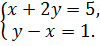 x + 2y = 5,
y − x = 1.